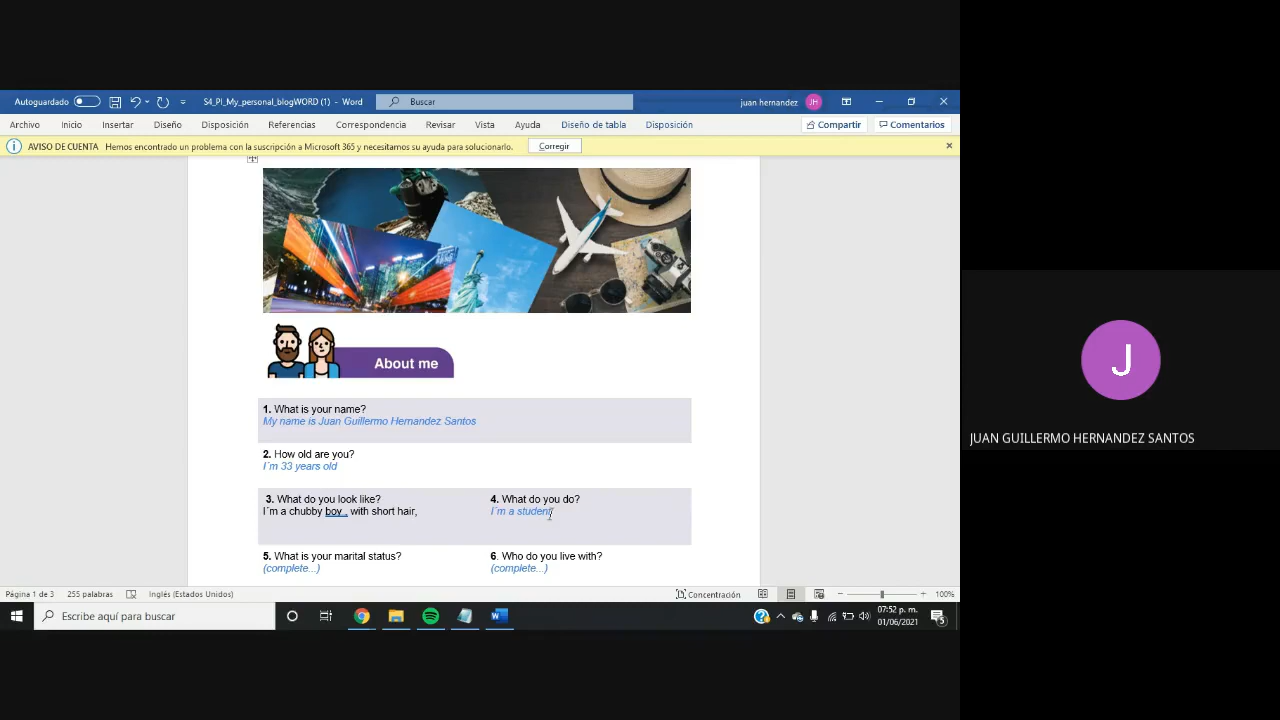 Autoguardado
S4_PI_My_personal_blogWORD (1) - Word
Buscar
juan hernandez
JH
Archivo Inicio Insertar Diseño Disposición Referencias Correspondencia Revisar Vista Ayuda Diseño de tabla Disposición
Compartir
Comentarios
AVISO DE CUENTA Hemos encontrado un problema con la suscripción a Microsoft 365 y necesitamos su ayuda para solucionarlo.
Corregir
About me
1. What is your name?
My name is Juan Guillermo Hernandez Santos
2. How old are you?
I´m 33 years old
3. What do you look like?
I´m a chubby boy , with short hair,
4. What do you do?
I´m a student
5. What is your marital status?
(complete...)
6. Who do you live with?
(complete...)
Página 1 de 3 255 palabras Inglés (Estados Unidos)
Concentración
100%
Escribe aquí para buscar
07:52 p. m.
01/06/2021
5
J
JUAN GUILLERMO HERNANDEZ SANTOS